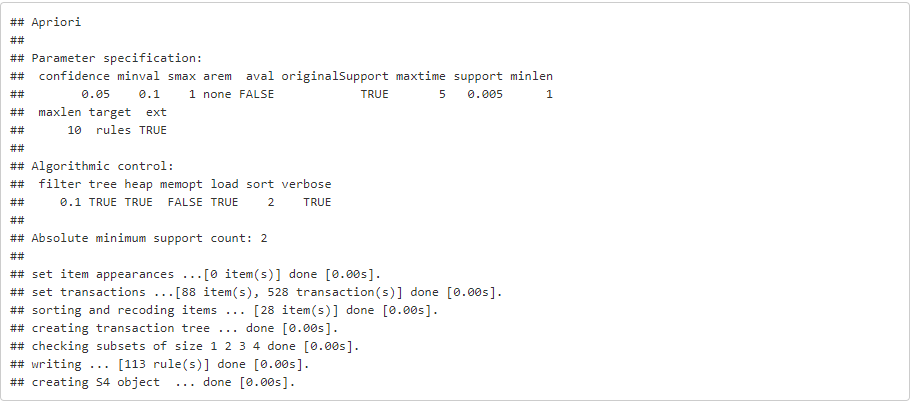 ## Apriori
##
## Parameter specification:
##  confidence minval smax arem  aval originalSupport maxtime support minlen
##        0.05    0.1    1 none FALSE            TRUE       5   0.005      1
##  maxlen target  ext
##      10  rules TRUE
##
## Algorithmic control:
##  filter tree heap memopt load sort verbose
##     0.1 TRUE TRUE  FALSE TRUE    2    TRUE
##
## Absolute minimum support count: 2
##
## set item appearances ...[0 item(s)] done [0.00s].
## set transactions ...[88 item(s), 528 transaction(s)] done [0.00s].
## sorting and recoding items ... [28 item(s)] done [0.00s].
## creating transaction tree ... done [0.00s].
## checking subsets of size 1 2 3 4 done [0.00s].
## writing ... [113 rule(s)] done [0.00s].
## creating S4 object  ... done [0.00s].